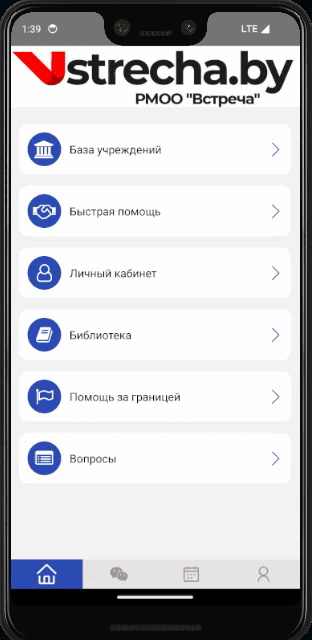 1:39
LTE
Vstrecha.by
РМОО "Встреча"
База учреждений
Быстрая помощь
Личный кабинет
Библиотека
Помощь за границей
Вопросы